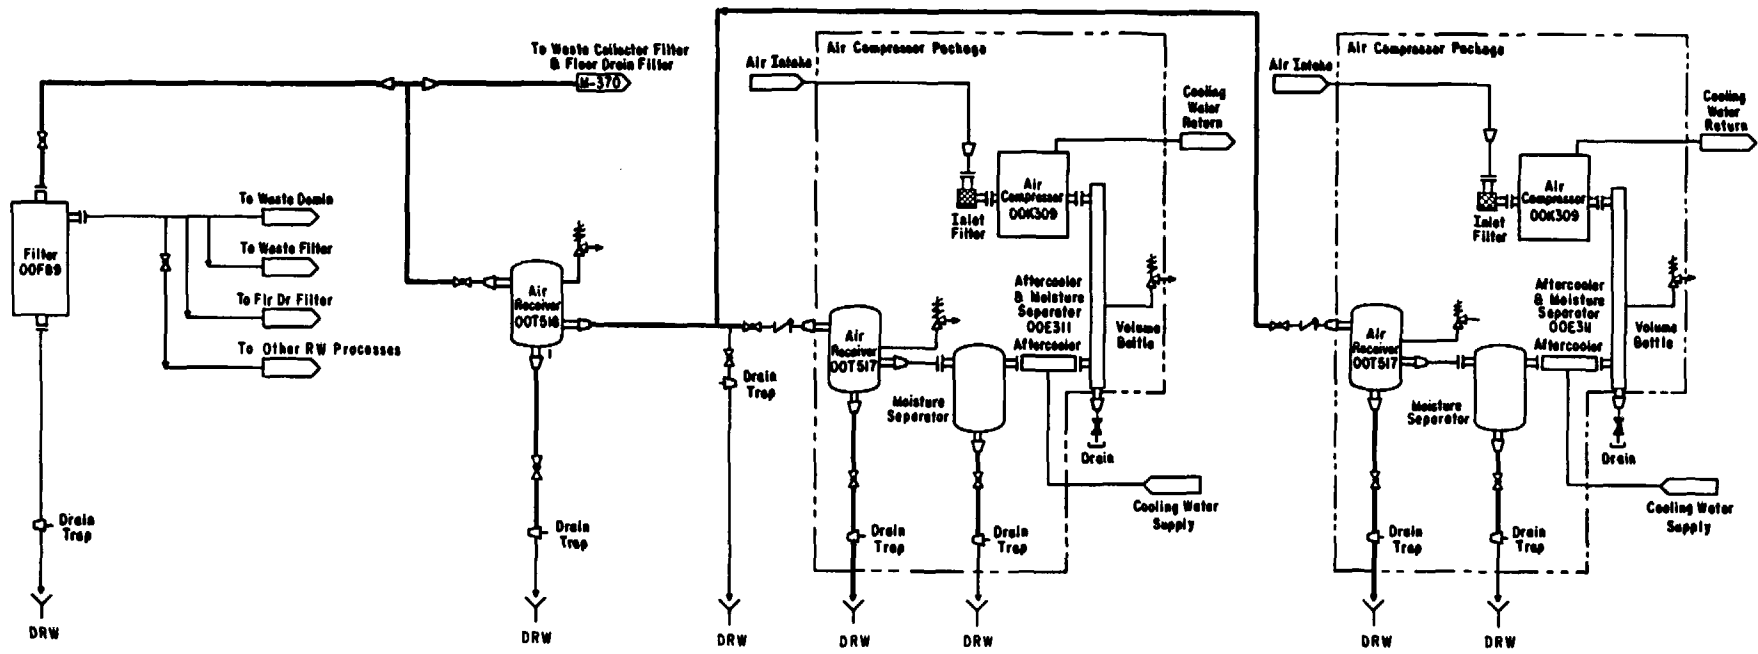 To Waste Collector Filter
& Floor Drain Filter
M-370
Air Compressor Package
Air Intake
Cooling
Water
Return
Air Compressor Package
Air Intake
Cooling
Water
Return
Filter
00F89
To Waste Demin
To Waste Filter
To Flr Dr Filter
To Other RW Processes
Air
Receiver
00T518
Drain
Trap
Inlet
Filter
Air
Compressor
00K309
Aftercooler
& Moisture
Separator
00E311
Aftercooler
Volume
Bottle
Air
Receiver
00T517
Moisture
Separator
Drain
Cooling Water
Supply
Inlet
Filter
Air
Compressor
00K309
Aftercooler
& Moisture
Separator
00E311
Aftercooler
Volume
Bottle
Air
Receiver
00T517
Moisture
Separator
Drain
Cooling Water
Supply
Drain
Trap
Drain
Trap
Drain
Trap
Drain
Trap
Drain
Trap
Drain
Trap
DRW
DRW
DRW
DRW
DRW
DRW
DRW